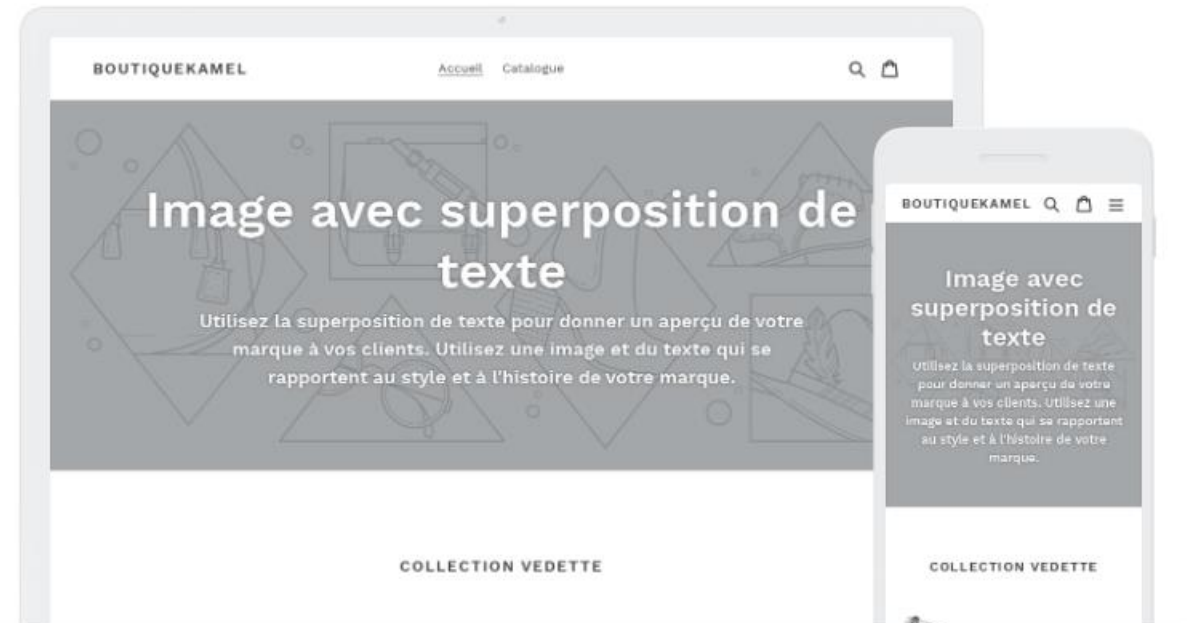 BOUTIQUEKAMEL
Accueil Catalogue
Image avec superposition de
texte
Utilisez la superposition de texte pour donner un aperçu de votre
marque à vos clients. Utilisez une image et du texte qui se
rapportent au style et à l'histoire de votre marque.
COLLECTION VEDETTE
BOUTIQUEKAMEL
Image avec
superposition de
texte
Utilisez la superposition de texte
pour donner un aperçu de votre
marque à vos clients. Utilisez une
image et du texte qui se rapportent
au style et à l'histoire de votre
marque.
COLLECTION VEDETTE